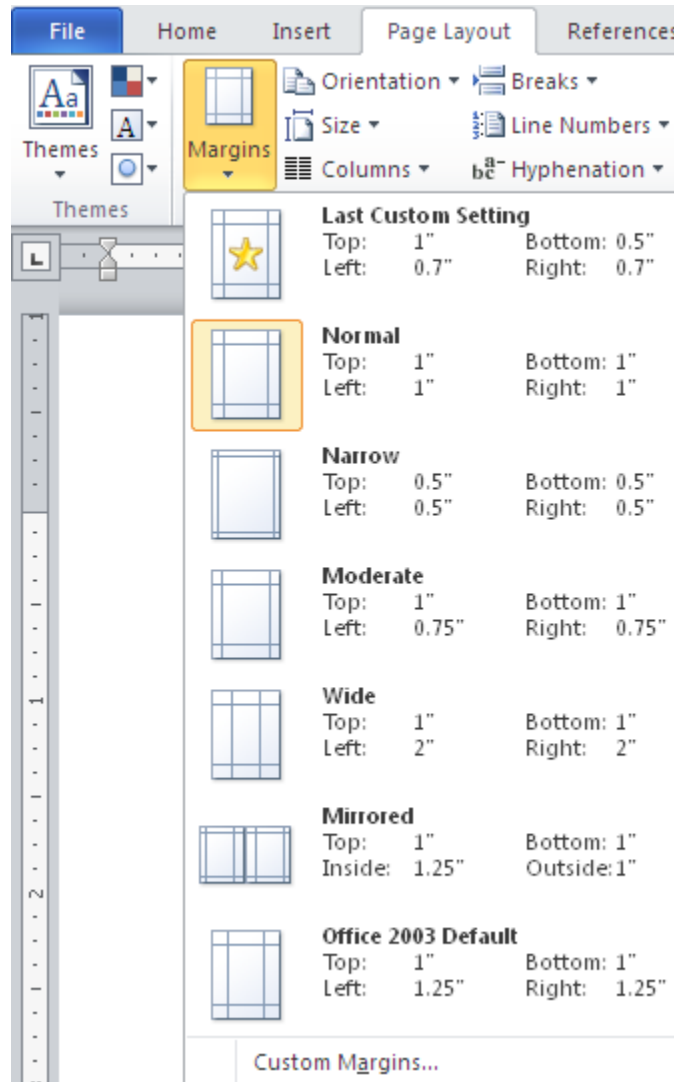 File Home Insert Page Layout References
Aa Orientation Breaks
A Size Line Numbers
Themes Margins Columns Hyphenation
Themes
Last Custom Setting
Top: 1" Bottom: 0.5"
Left: 0.7" Right: 0.7"
Normal
Top: 1" Bottom: 1"
Left: 1" Right: 1"
Narrow
Top: 0.5" Bottom: 0.5"
Left: 0.5" Right: 0.5"
Moderate
Top: 1" Bottom: 1"
Left: 0.75" Right: 0.75"
Wide
Top: 1" Bottom: 1"
Left: 2" Right: 2"
Mirrored
Top: 1" Bottom: 1"
Inside: 1.25" Outside: 1"
Office 2003 Default
Top: 1" Bottom: 1"
Left: 1.25" Right: 1.25"
Custom Margins...
1
1
2